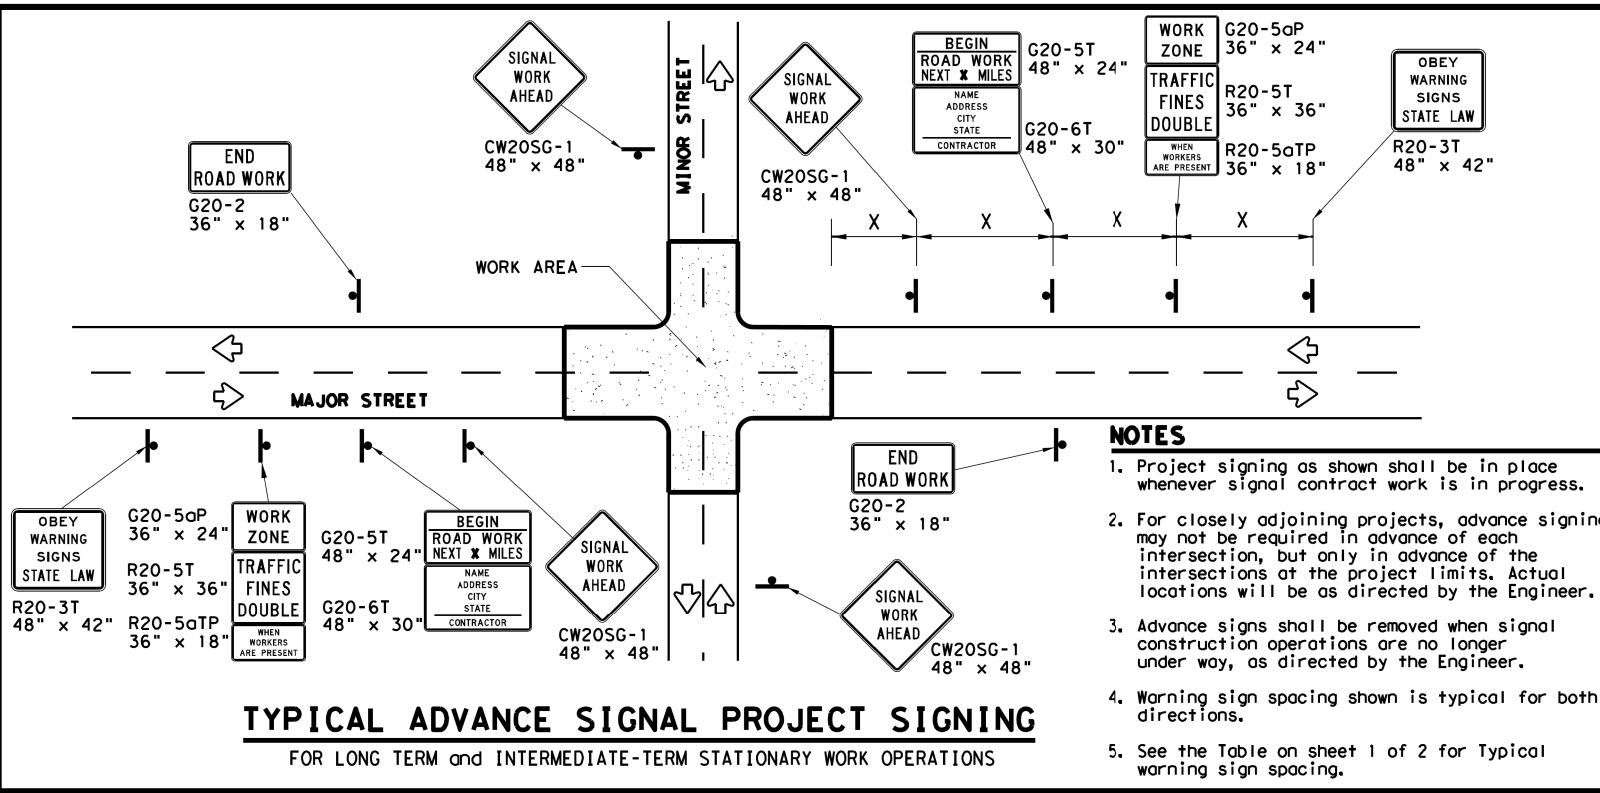 SIGNAL
WORK
AHEAD
CW20SG-1
48" x 48"
MINOR STREET
SIGNAL
WORK
AHEAD
CW20SG-1
48" x 48"
BEGIN
ROAD WORK
NEXT X MILES
NAME
ADDRESS
CITY
STATE
CONTRACTOR
G20-5T
48" x 24"
G20-6T
48" x 30"
WORK
ZONE
TRAFFIC
FINES
DOUBLE
WHEN
WORKERS
ARE PRESENT
G20-5aP
36" x 24"
R20-5T
36" x 36"
R20-5aTP
36" x 18"
OBEY
WARNING
SIGNS
STATE LAW
R20-3T
48" x 42"
END
ROAD WORK
G20-2
36" x 18"
X
X
X
X
WORK AREA
MAJOR STREET
OBEY
WARNING
SIGNS
STATE LAW
R20-3T
48" x 42"
G20-5aP
36" x 24"
R20-5T
36" x 36"
R20-5aTP
36" x 18"
WORK
ZONE
TRAFFIC
FINES
DOUBLE
WHEN
WORKERS
ARE PRESENT
G20-5T
48" x 24"
G20-6T
48" x 30"
BEGIN
ROAD WORK
NEXT X MILES
NAME
ADDRESS
CITY
STATE
CONTRACTOR
SIGNAL
WORK
AHEAD
CW20SG-1
48" x 48"
END
ROAD WORK
G20-2
36" x 18"
SIGNAL
WORK
AHEAD
CW20SG-1
48" x 48"
TYPICAL ADVANCE SIGNAL PROJECT SIGNING
FOR LONG TERM and INTERMEDIATE-TERM STATIONARY WORK OPERATIONS
NOTES
1. Project signing as shown shall be in place
whenever signal contract work is in progress.
2. For closely adjoining projects, advance signing
may not be required in advance of each
intersection, but only in advance of the
intersections at the project limits. Actual
locations will be as directed by the Engineer.
3. Advance signs shall be removed when signal
construction operations are no longer
under way, as directed by the Engineer.
4. Warning sign spacing shown is typical for both
directions.
5. See the Table on sheet 1 of 2 for Typical
warning sign spacing.